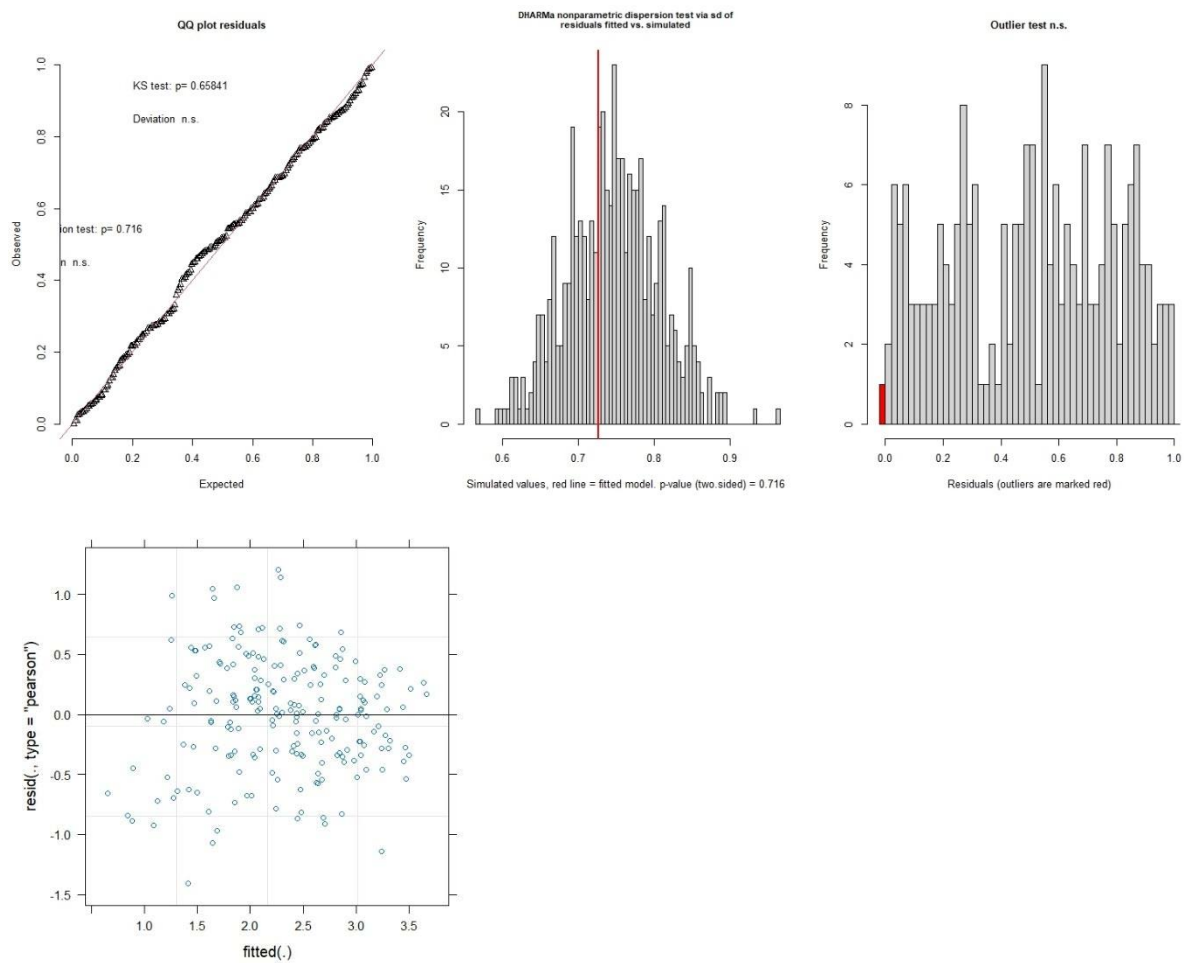 QQ plot residuals
KS test: p= 0.65841
Deviation n.s.
ion test: p= 0.716
n n.s.
Observed
0.0 0.2 0.4 0.6 0.8 1.0
0.0 0.2 0.4 0.6 0.8 1.0
Expected
DHARMa nonparametric dispersion test via sd of
residuals fitted vs. simulated
Frequency
0 5 10 15 20
0.6 0.7 0.8 0.9
Simulated values, red line = fitted model. p-value (two.sided) = 0.716
Outlier test n.s.
Frequency
0 2 4 6 8
0.0 0.2 0.4 0.6 0.8 1.0
Residuals (outliers are marked red)
resid(., type = "pearson")
1.0
0.5
0.0
-0.5
-1.0
-1.5
1.0 1.5 2.0 2.5 3.0 3.5
fitted(.)